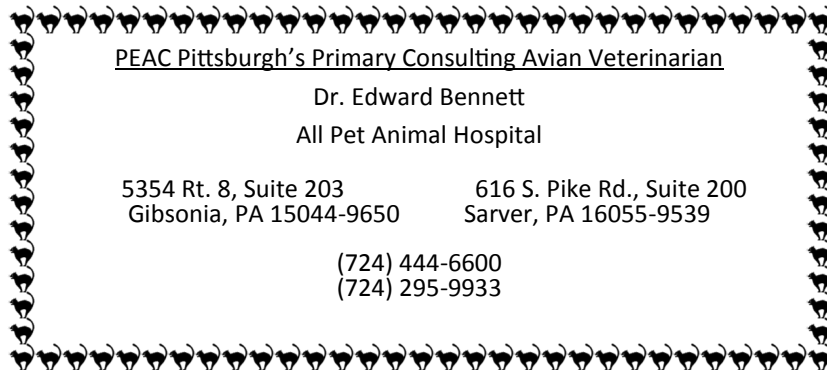 PEAC Pittsburgh’s Primary Consulting Avian Veterinarian
Dr. Edward Bennett
All Pet Animal Hospital
5354 Rt. 8, Suite 203 616 S. Pike Rd., Suite 200
Gibsonia, PA 15044-9650 Sarver, PA 16055-9539
(724) 444-6600
(724) 295-9933